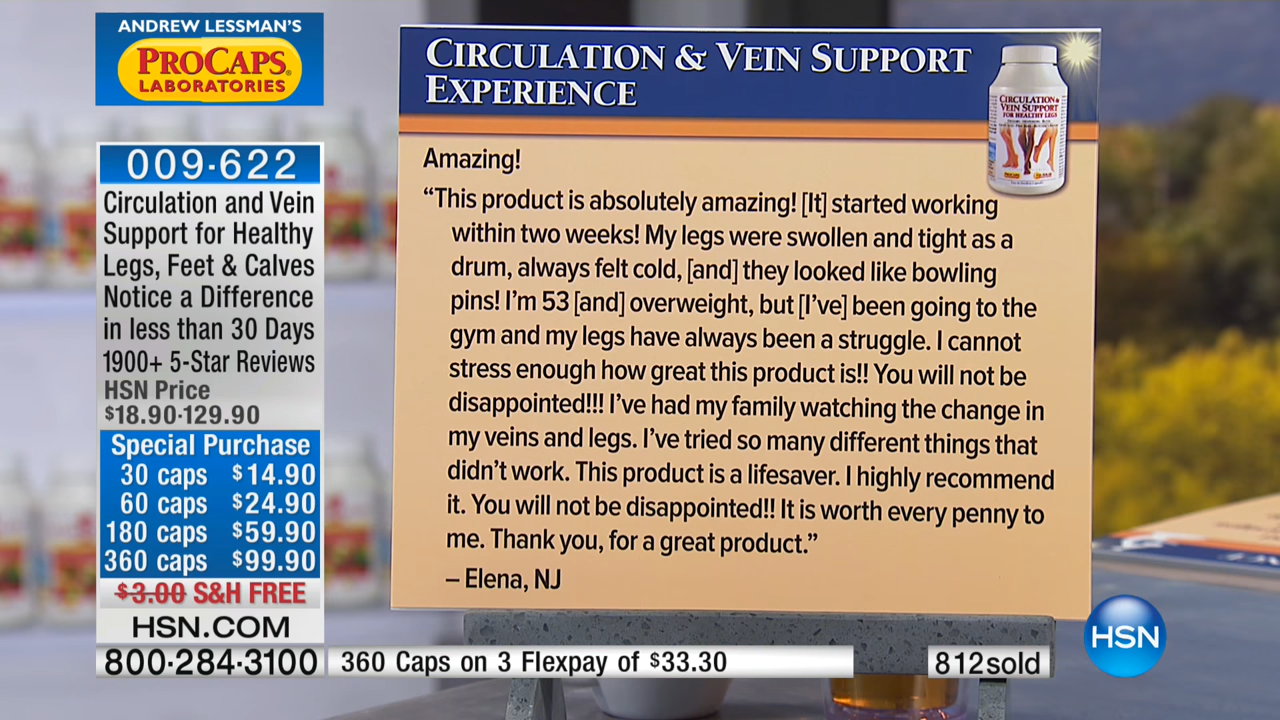 ANDREW LESSMAN'S
PROCAPS®
LABORATORIES
009·622
Circulation and Vein
Support for Healthy
Legs, Feet & Calves
Notice a Difference
in less than 30 Days
1900+ 5-Star Reviews
HSN Price
$18.90-129.90
Special Purchase
30 caps $14.90
60 caps $24.90
180 caps $59.90
360 caps $99.90
$3.00 S&H FREE
HSN.COM
800·284·3100
CIRCULATION & VEIN SUPPORT
EXPERIENCE
CIRCULATION &
VEIN SUPPORT
FOR HEALTHY LEGS
Amazing!
“This product is absolutely amazing! [It] started working
within two weeks! My legs were swollen and tight as a
drum, always felt cold, [and] they looked like bowling
pins! I’m 53 [and] overweight, but [I’ve] been going to the
gym and my legs have always been a struggle. I cannot
stress enough how great this product is!! You will not be
disappointed!!! I’ve had my family watching the change in
my veins and legs. I’ve tried so many different things that
didn’t work. This product is a lifesaver. I highly recommend
it. You will not be disappointed!! It is worth every penny to
me. Thank you, for a great product.”
– Elena, NJ
HSN
360 Caps on 3 Flexpay of $33.30
812 sold